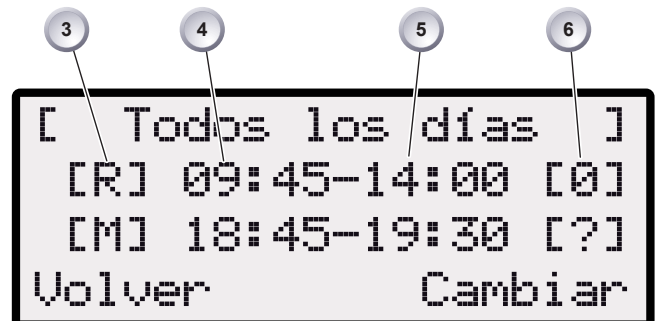 3 4 5 6
[ Todos los días ]
[R] 09:45-14:00 [0]
[M] 18:45-19:30 [?]
Volver Cambiar